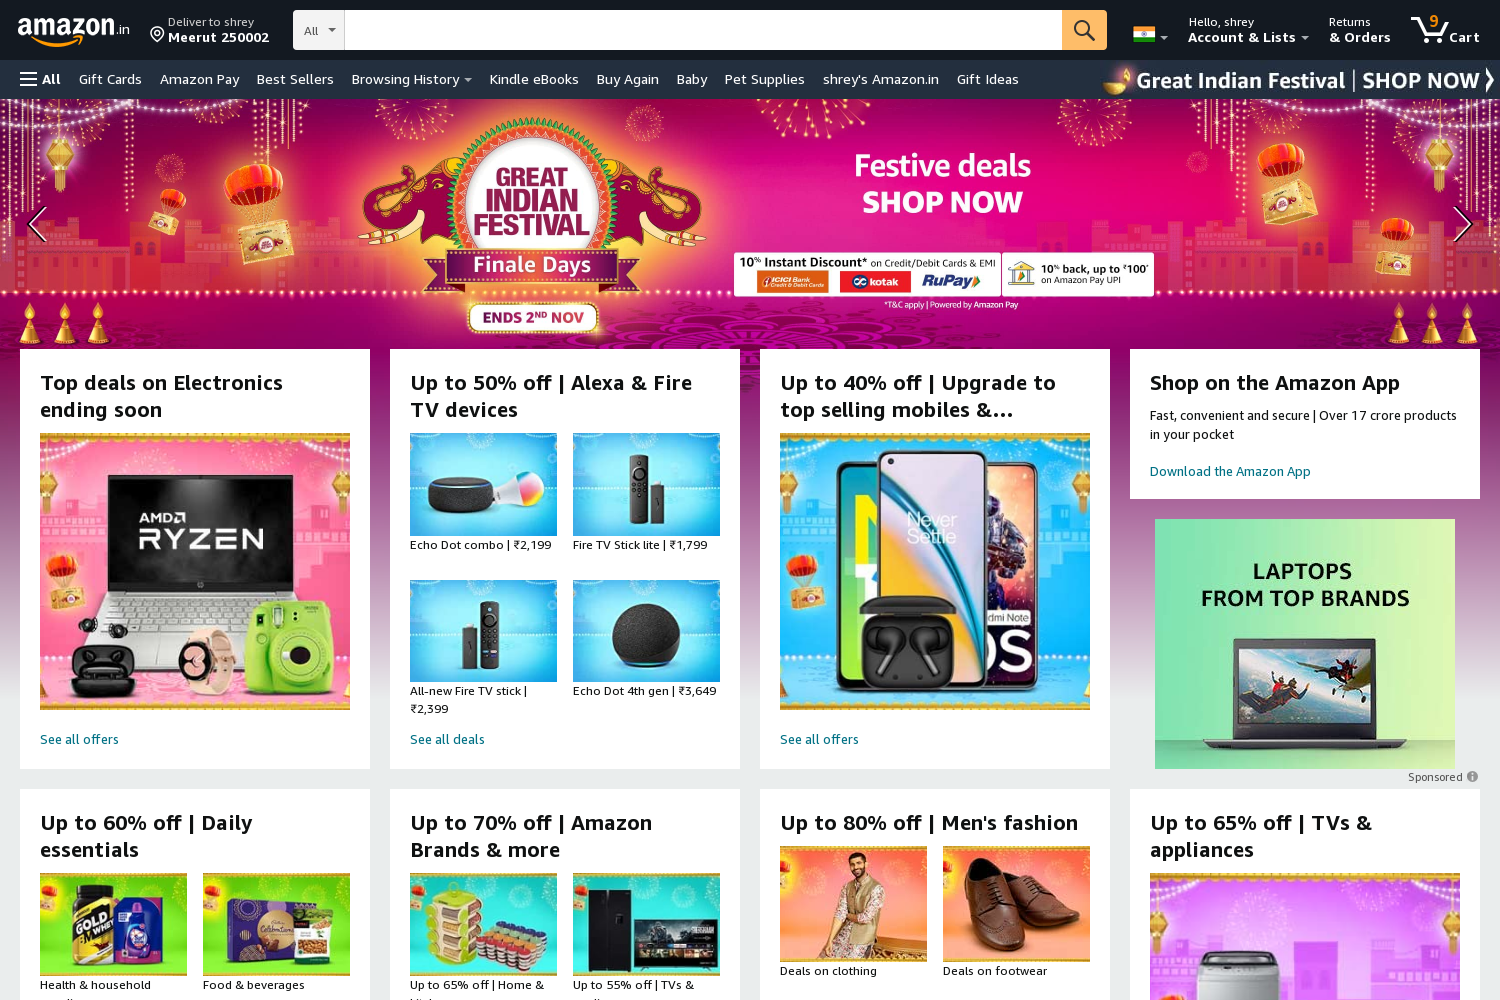 amazon.in
Deliver to shrey
Meerut 250002
All
Hello, shrey
Account & Lists
Returns
& Orders
9
Cart
All
Gift Cards
Amazon Pay
Best Sellers
Browsing History
Kindle eBooks
Buy Again
Baby
Pet Supplies
shrey's Amazon.in
Gift Ideas
Great Indian Festival | SHOP NOW
GREAT
INDIAN
FESTIVAL
Finale Days
ENDS 2ND NOV
Festive deals
SHOP NOW
10% Instant Discount* on Credit/Debit Cards & EMI
ICICI Bank
Credit & Debit Cards
kotak
RuPay
10% back, up to ₹100*
on Amazon Pay UPI
*T&C apply | Powered by Amazon Pay
Top deals on Electronics
ending soon
AMD
RYZEN
See all offers
Up to 50% off | Alexa & Fire
TV devices
Echo Dot combo | ₹2,199
Fire TV Stick lite | ₹1,799
All-new Fire TV stick |
₹2,399
Echo Dot 4th gen | ₹3,649
See all deals
Up to 40% off | Upgrade to
top selling mobiles &...
Never
Settle
See all offers
Shop on the Amazon App
Fast, convenient and secure | Over 17 crore products
in your pocket
Download the Amazon App
LAPTOPS
FROM TOP BRANDS
Sponsored
Up to 60% off | Daily
essentials
GOLD
WHEY
Health & household
Celebrations
Food & beverages
Up to 70% off | Amazon
Brands & more
Up to 65% off | Home &
Up to 55% off | TVs &
Up to 80% off | Men's fashion
Deals on clothing
Deals on footwear
Up to 65% off | TVs &
appliances